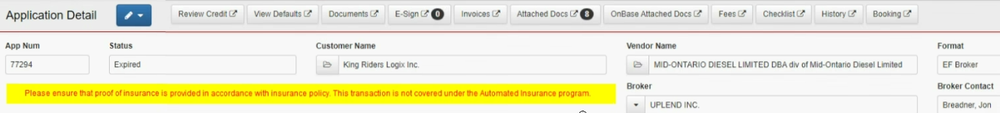 Application Detail
Review Credit View Defaults Documents E-Sign 0 Invoices Attached Docs 8 OnBase Attached Docs Fees Checklist History Booking
App Num Status Customer Name Vendor Name Format
77294 Expired King Riders Logix Inc. MID-ONTARIO DIESEL LIMITED DBA div of Mid-Ontario Diesel Limited EF Broker
Please ensure that proof of insurance is provided in accordance with insurance policy. This transaction is not covered under the Automated Insurance program.
Broker Broker Contact
UPLEND INC. Breadner, Jon